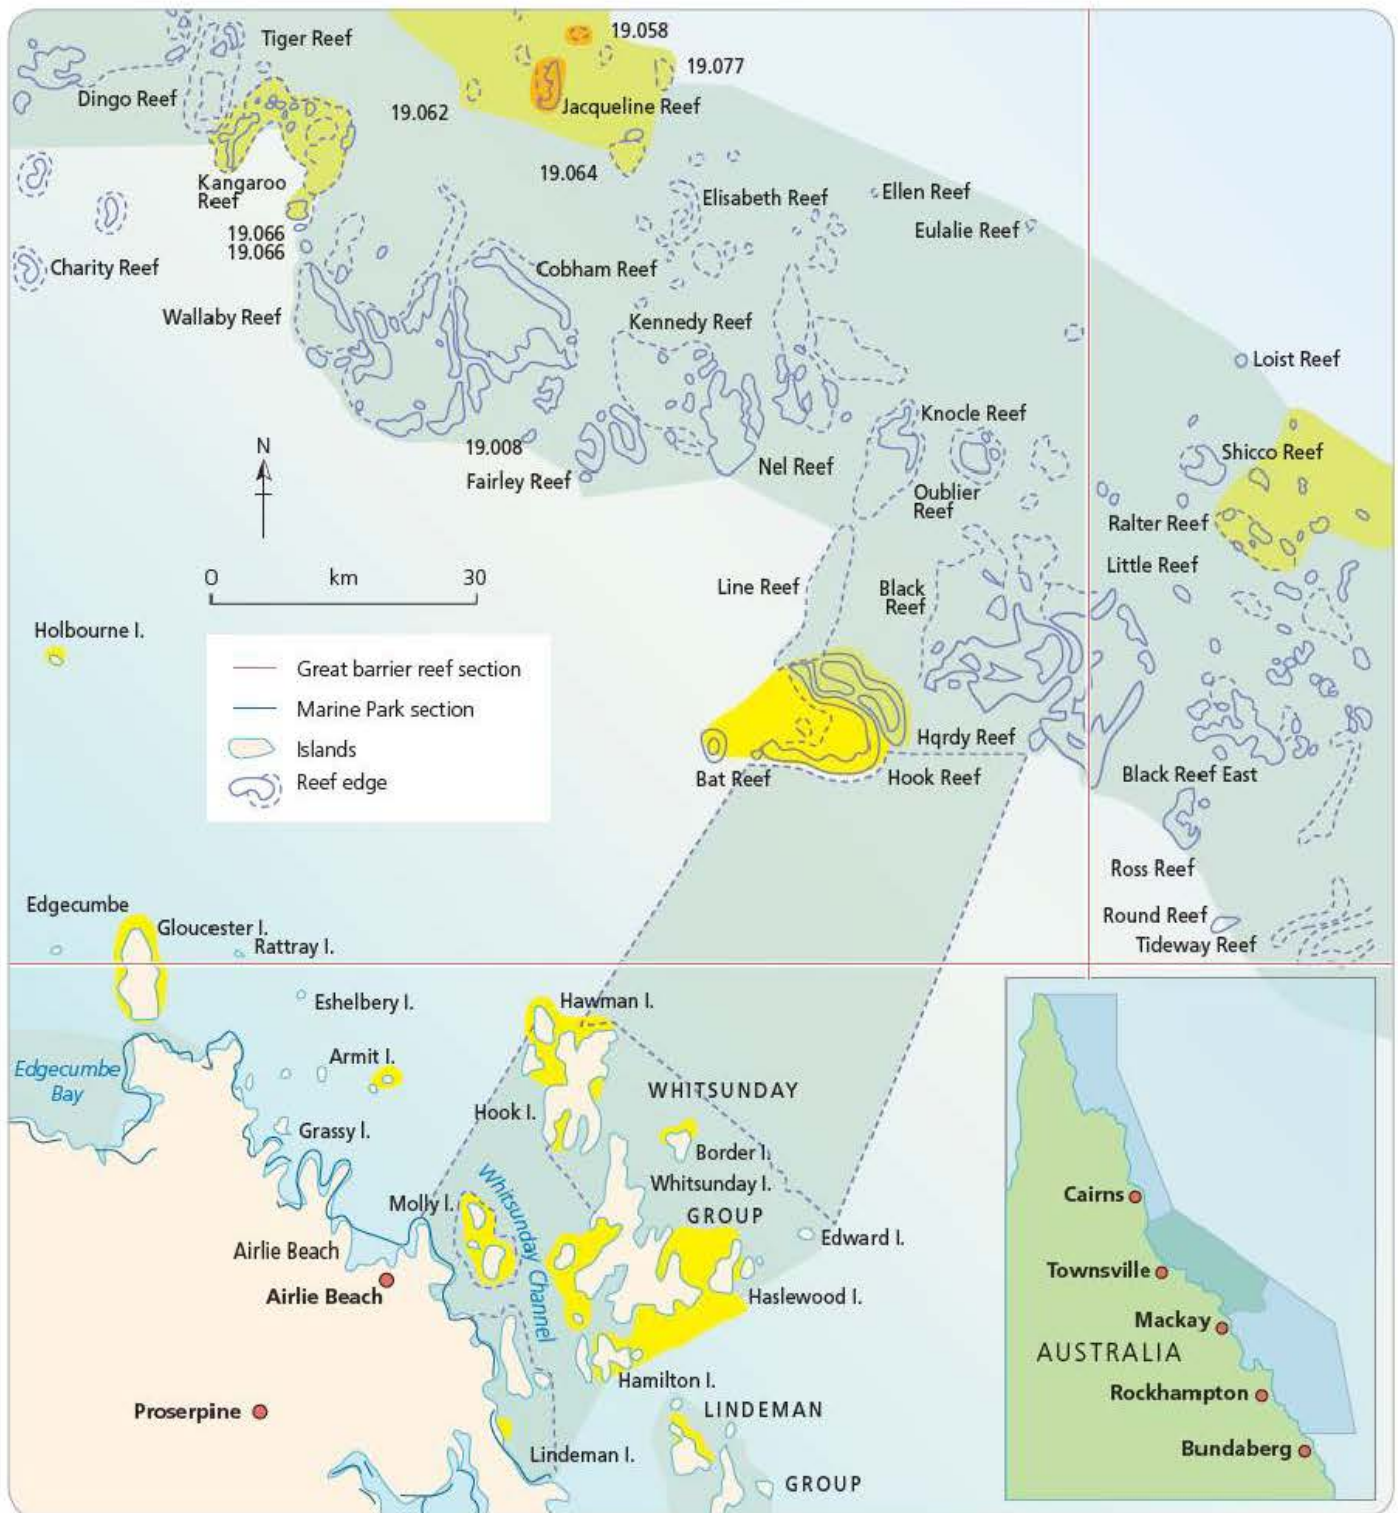 19.058
Tiger Reef
19.077
Dingo Reef
Jacqueline Reef
19.062
19.064
Kangaroo
Reef
Elisabeth Reef
Ellen Reef
Eulalie Reef
19.066
19.066
Charity Reef
Cobham Reef
Wallaby Reef
Kennedy Reef
Loist Reef
Knocle Reef
N
19.008
Shicco Reef
Nel Reef
Fairley Reef
Oublier
Reef
Ralter Reef
Little Reef
0 km 30
Line Reef
Black
Reef
Holbourne I.
Great barrier reef section
Marine Park section
Islands
Reef edge
Hqrdy Reef
Bat Reef
Hook Reef
Black Reef East
Ross Reef
Edgecumbe
Gloucester I.
Rattray I.
Round Reef
Tideway Reef
Eshelbery I.
Hawman I.
Armit I.
Edgecumbe
Bay
WHITSUNDAY
Hook I.
Grassy I.
Border I.
Whitsunday I.
GROUP
Molly I.
Whitsunday Channel
Edward I.
Airlie Beach
Airlie Beach
Haslewood I.
Hamilton I.
LINDEMAN
Proserpine
Lindeman I.
GROUP
Cairns
Townsville
Mackay
AUSTRALIA
Rockhampton
Bundaberg